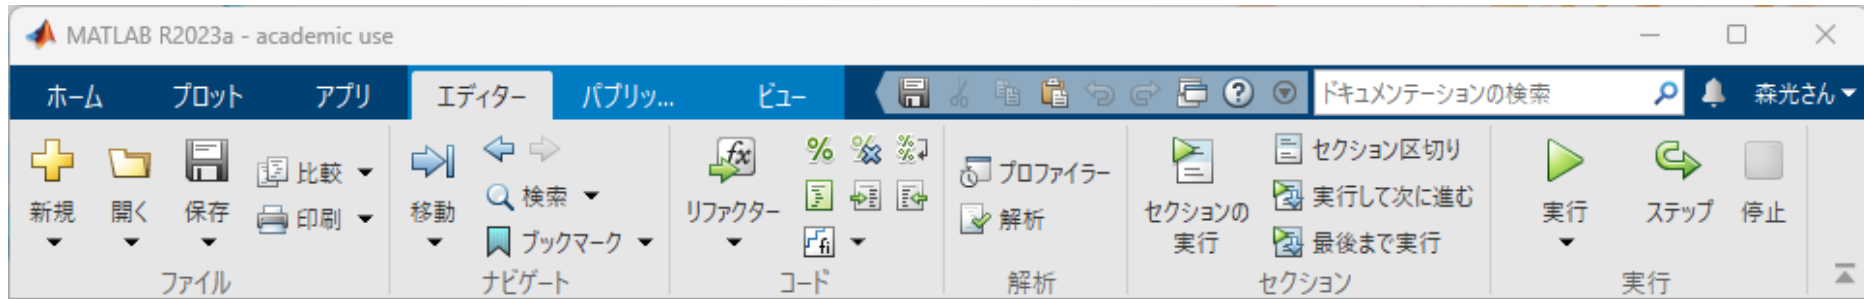 MATLAB R2023a - academic use
ホーム プロット アプリ エディター パブリッ... ビュー ドキュメンテーションの検索 森光さん
新規 開く 保存 比較 印刷
ファイル
移動 検索 ブックマーク
ナビゲート
リファクター
コード
プロファイラー
解析
解析
セクションの
実行
セクション区切り
実行して次に進む
最後まで実行
セクション
実行 ステップ 停止
実行